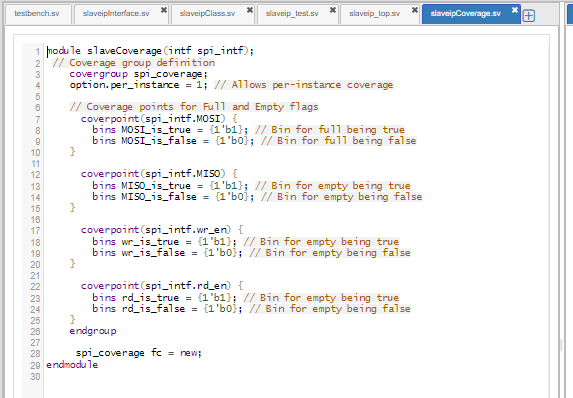 testbench.sv slaveipInterface.sv slaveipClass.sv slaveip_test.sv slaveip_top.sv slaveipCoverage.sv
1 module slaveCoverage(intf spi_intf);
2 // Coverage group definition
3 covergroup spi_coverage;
4 option.per_instance = 1; // Allows per-instance coverage
5
6 // Coverage points for Full and Empty flags
7 coverpoint(spi_intf.MOSI) {
8 bins MOSI_is_true = {1'b1}; // Bin for full being true
9 bins MOSI_is_false = {1'b0}; // Bin for full being false
10 }
11
12 coverpoint(spi_intf.MISO) {
13 bins MISO_is_true = {1'b1}; // Bin for empty being true
14 bins MISO_is_false = {1'b0}; // Bin for empty being false
15 }
16
17 coverpoint(spi_intf.wr_en) {
18 bins wr_is_true = {1'b1}; // Bin for empty being true
19 bins wr_is_false = {1'b0}; // Bin for empty being false
20 }
21
22 coverpoint(spi_intf.rd_en) {
23 bins rd_is_true = {1'b1}; // Bin for empty being true
24 bins rd_is_false = {1'b0}; // Bin for empty being false
25 }
26 endgroup
27
28 spi_coverage fc = new;
29 endmodule
30